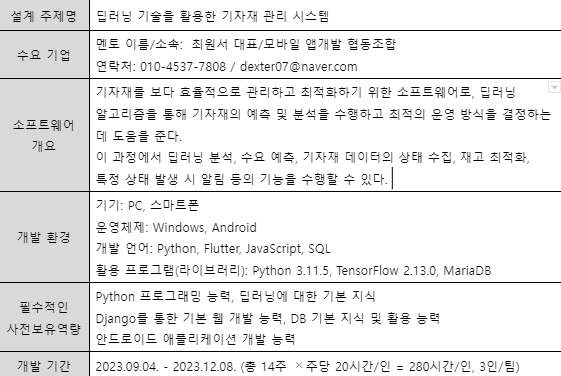 설계 주제명
딥러닝 기술을 활용한 기자재 관리 시스템
수요 기업
멘토 이름/소속: 최원서 대표/모바일 앱개발 협동조합
연락처: 010-4537-7808 / dexter07@naver.com
소프트웨어
개요
기자재를 보다 효율적으로 관리하고 최적화하기 위한 소프트웨어로, 딥러닝
알고리즘을 통해 기자재의 예측 및 분석을 수행하고 최적의 운영 방식을 결정하는
데 도움을 준다.
이 과정에서 딥러닝 분석, 수요 예측, 기자재 데이터의 상태 수집, 재고 최적화,
특정 상태 발생 시 알림 등의 기능을 수행할 수 있다.
개발 환경
기기: PC, 스마트폰
운영체제: Windows, Android
개발 언어: Python, Flutter, JavaScript, SQL
활용 프로그램(라이브러리): Python 3.11.5, TensorFlow 2.13.0, MariaDB
필수적인
사전보유역량
Python 프로그래밍 능력, 딥러닝에 대한 기본 지식
Django를 통한 기본 웹 개발 능력, DB 기본 지식 및 활용 능력
안드로이드 애플리케이션 개발 능력
개발 기간
2023.09.04. - 2023.12.08. (총 14주 ×주당 20시간/인 = 280시간/인, 3인/팀)